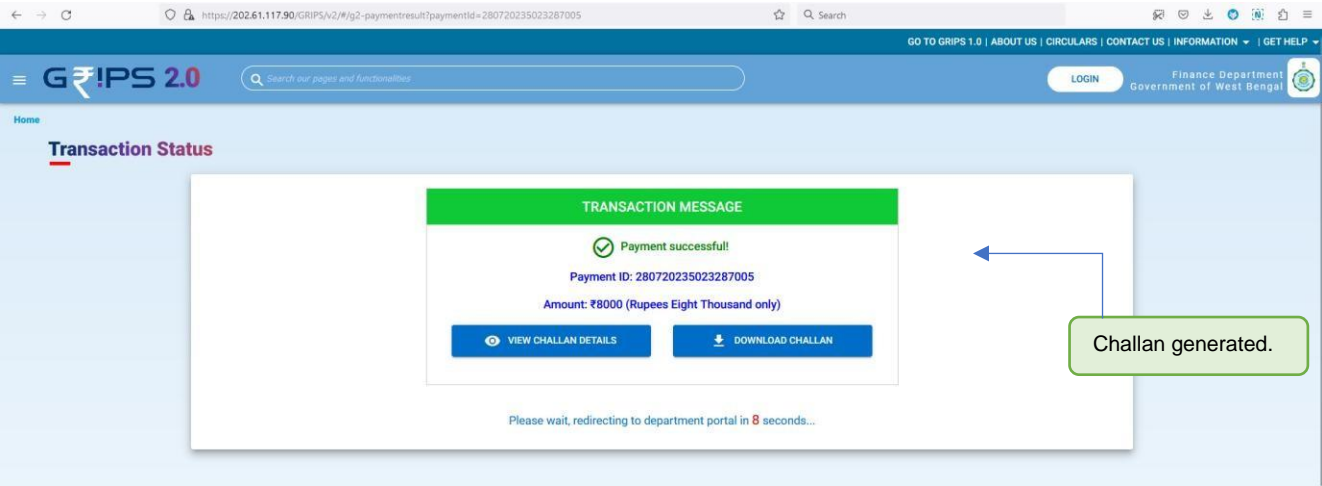 https://202.61.117.90/GRIPS/v2/#/g2-paymentresult?paymentId=280720235023287005
Search
GO TO GRIPS 1.0 | ABOUT US | CIRCULARS | CONTACT US | INFORMATION | GET HELP
G₹!PS 2.0
Search our pages and functionalities
LOGIN
Finance Department
Government of West Bengal
Home
Transaction Status
TRANSACTION MESSAGE
Payment successful!
Payment ID: 280720235023287005
Amount: ₹8000 (Rupees Eight Thousand only)
VIEW CHALLAN DETAILS
DOWNLOAD CHALLAN
Challan generated.
Please wait, redirecting to department portal in 8 seconds...